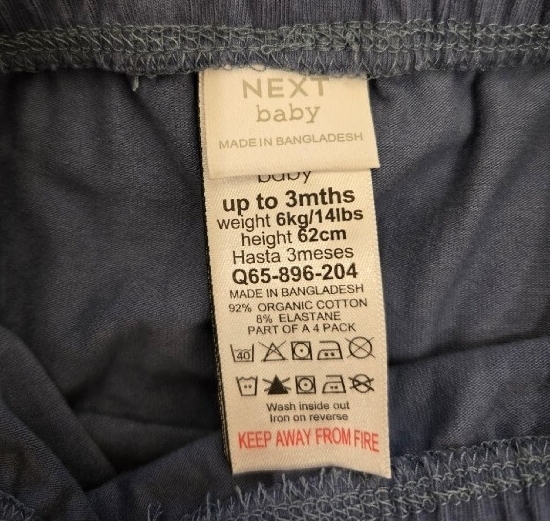 NEXT
baby
MADE IN BANGLADESH
baby
up to 3mths
weight 6kg/14lbs
height 62cm
Hasta 3meses
Q65-896-204
MADE IN BANGLADESH
92% ORGANIC COTTON
8% ELASTANE
PART OF A 4 PACK
40
Wash inside out
Iron on reverse
KEEP AWAY FROM FIRE